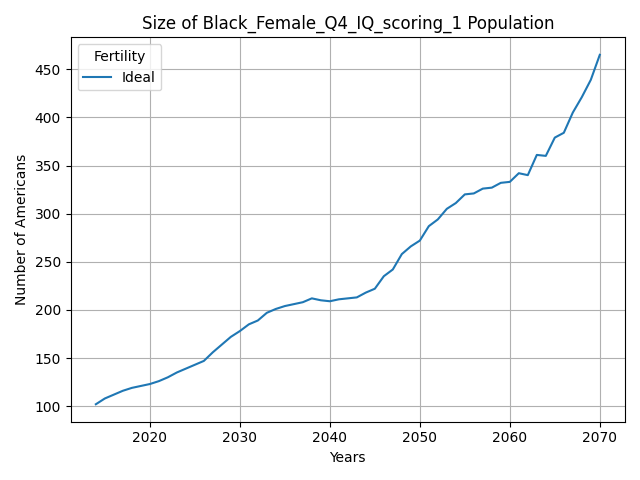 Size of Black_Female_Q4_IQ_scoring_1 Population
Fertility
Ideal
Number of Americans
450
400
350
300
250
200
150
100
2020 2030 2040 2050 2060 2070
Years